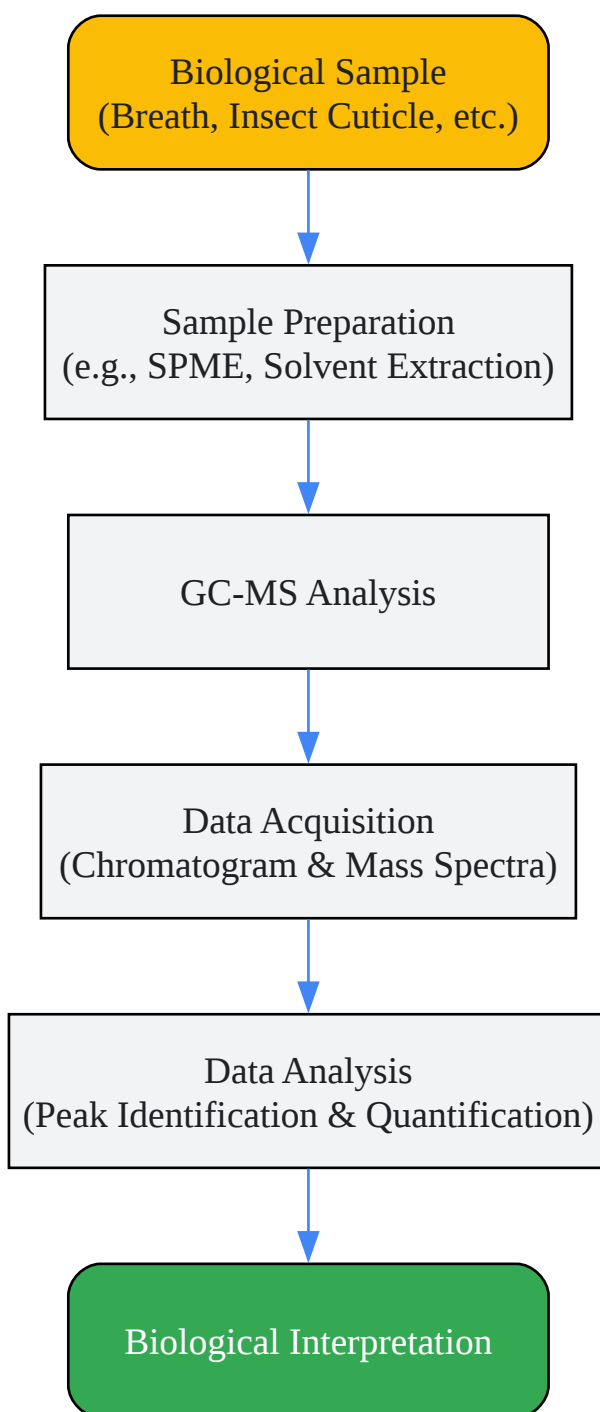 Biological Sample
(Breath, Insect Cuticle, etc.)
Sample Preparation
(e.g., SPME, Solvent Extraction)
GC-MS Analysis
Data Acquisition
(Chromatogram & Mass Spectra)
Data Analysis
(Peak Identification & Quantification)
Biological Interpretation